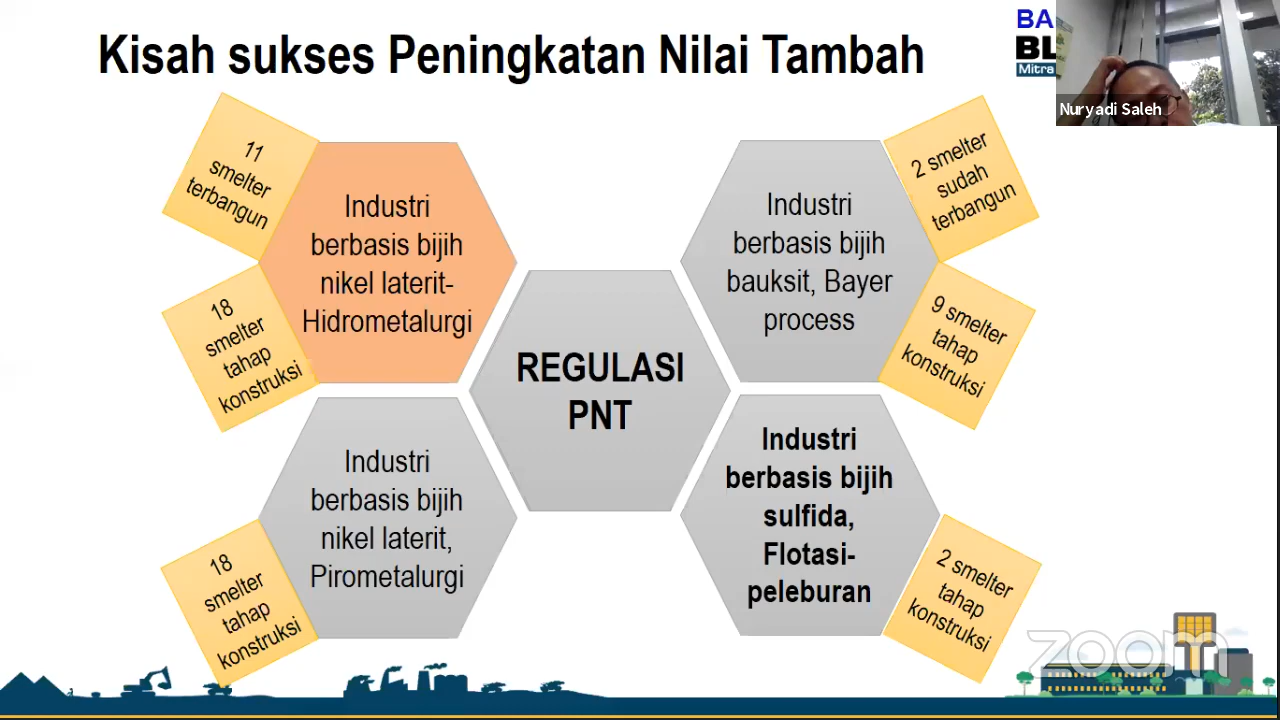 Kisah sukses Peningkatan Nilai Tambah
BA
BL
Mitra
Nuryadi Saleh
11
smelter
terbangun
Industri
berbasis bijih
nikel laterit-
Hidrometalurgi
18
smelter
tahap
konstruksi
Industri
berbasis bijih
bauksit, Bayer
process
2 smelter
sudah
terbangun
9 smelter
tahap
konstruksi
REGULASI
PNT
Industri
berbasis bijih
nikel laterit,
Pirometalurgi
18
smelter
tahap
konstruksi
Industri
berbasis bijih
sulfida,
Flotasi-
peleburan
2 smelter
tahap
konstruksi
zoom